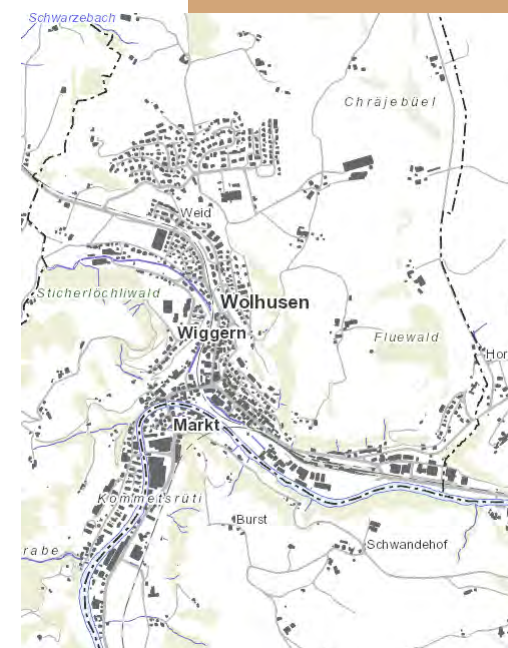 Schwarzebach
Chräjebüel
Weid
Sticherlochliwald
Wolhusen
Wiggern
Fluewald
Hor
Markt
Kommetsrüti
Burst
rabe
Schwandehof